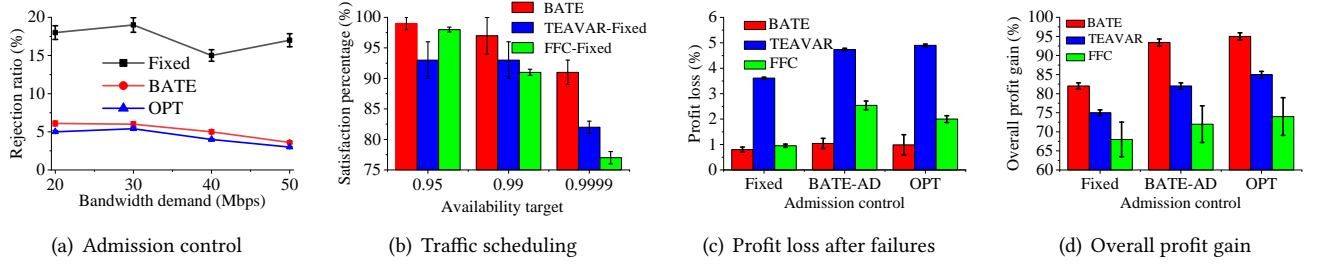 Rejection ratio (%)
20
15
10
5
0
Fixed
BATE
OPT
20 30 40 50
Bandwidth demand (Mbps)
(a) Admission control
Satisfaction percentage (%)
100
95
90
85
80
75
BATE
TEAVAR-Fixed
FFC-Fixed
0.95 0.99 0.9999
Availability target
(b) Traffic scheduling
Profit loss (%)
6
5
4
3
2
1
0
BATE
TEAVAR
FFC
Fixed BATE-AD OPT
Admission control
(c) Profit loss after failures
Overall profit gain (%)
100
95
90
85
80
75
70
65
60
BATE
TEAVAR
FFC
Fixed BATE-AD OPT
Admission control
(d) Overall profit gain